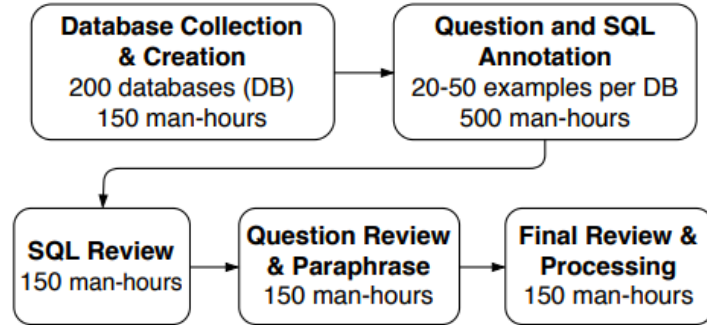 Database Collection
& Creation
200 databases (DB)
150 man-hours
Question and SQL
Annotation
20-50 examples per DB
500 man-hours
SQL Review
150 man-hours
Question Review
& Paraphrase
150 man-hours
Final Review &
Processing
150 man-hours